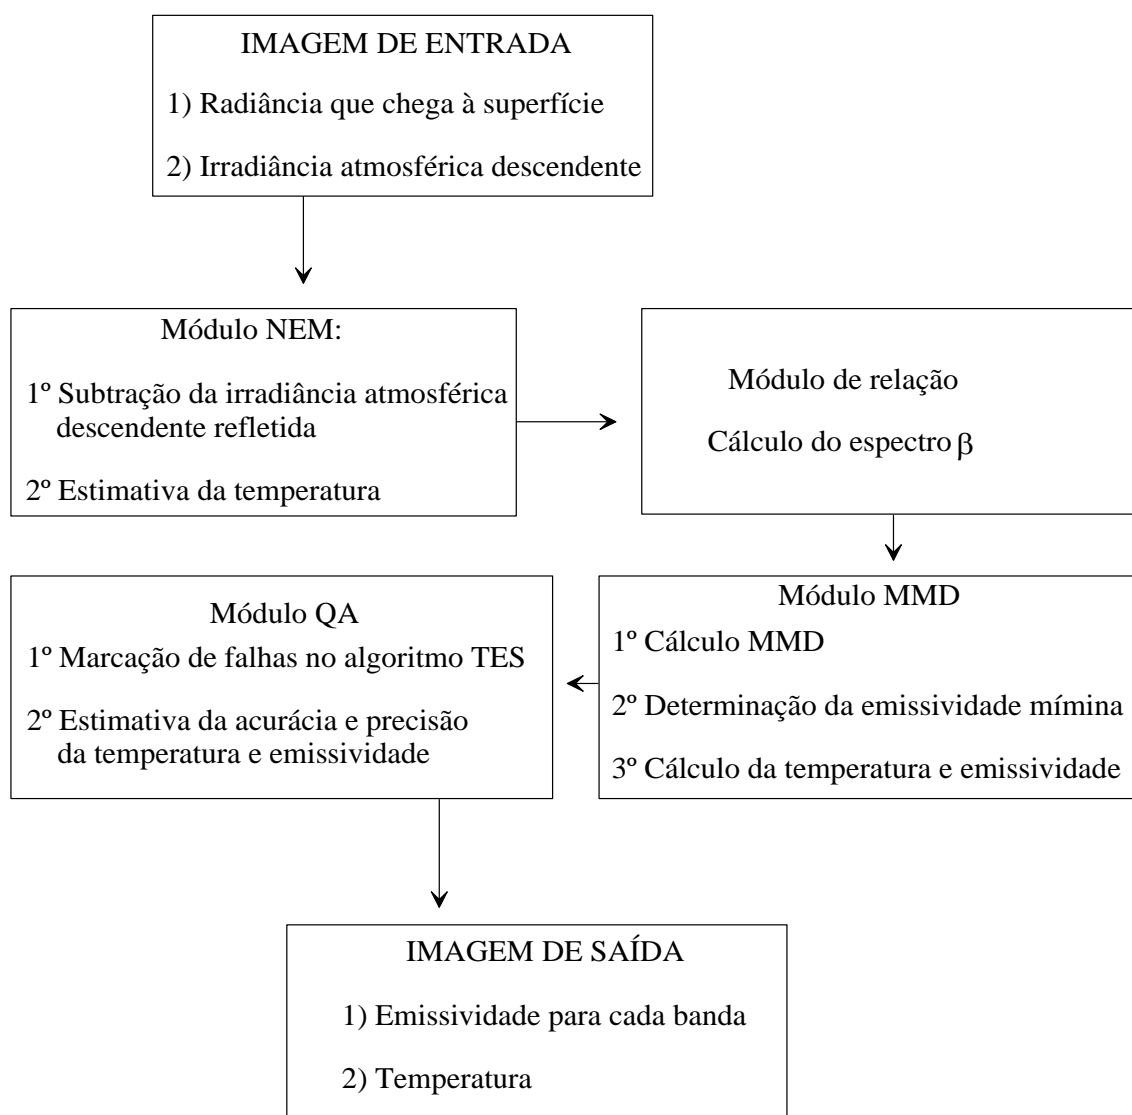 IMAGEM DE ENTRADA
1) Radiância que chega à superfície
2) Irradiância atmosférica descendente
Módulo NEM:
1º Subtração da irradiância atmosférica
descendente refletida
2º Estimativa da temperatura
Módulo de relação
Cálculo do espectro β
Módulo MMD
1º Cálculo MMD
2º Determinação da emissividade mímina
3º Cálculo da temperatura e emissividade
Módulo QA
1º Marcação de falhas no algoritmo TES
2º Estimativa da acurácia e precisão
da temperatura e emissividade
IMAGEM DE SAÍDA
1) Emissividade para cada banda
2) Temperatura